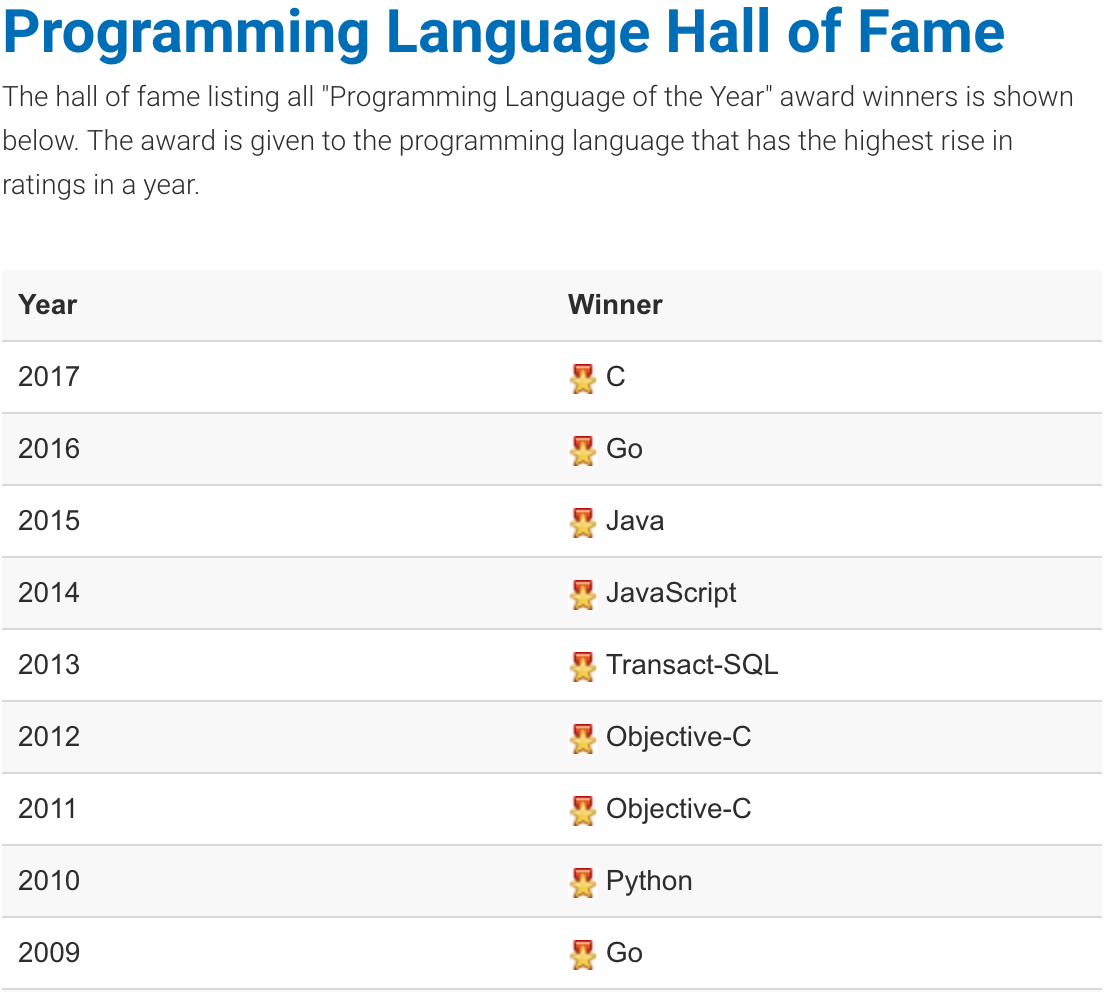 Programming Language Hall of Fame
The hall of fame listing all "Programming Language of the Year" award winners is shown
below. The award is given to the programming language that has the highest rise in
ratings in a year.
Year Winner
2017 C
2016 Go
2015 Java
2014 JavaScript
2013 Transact-SQL
2012 Objective-C
2011 Objective-C
2010 Python
2009 Go